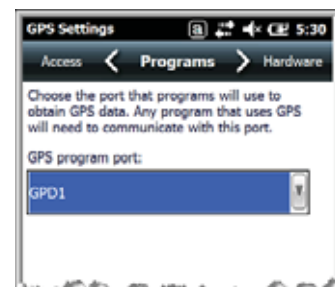 GPS Settings a 5:30
Access Programs Hardware
Choose the port that programs will use to
obtain GPS data. Any program that uses GPS
will need to communicate with this port.
GPS program port:
GPD1